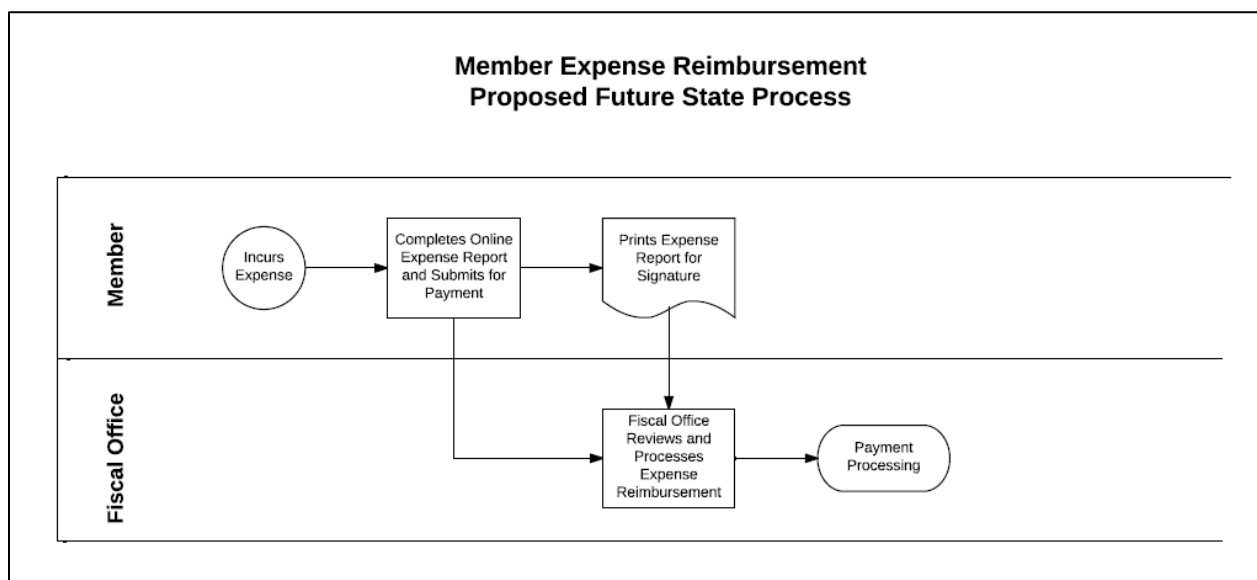 Member Expense Reimbursement
Proposed Future State Process
Member
Incurs
Expense
Completes Online
Expense Report
and Submits for
Payment
Prints Expense
Report for
Signature
Fiscal Office
Fiscal Office
Reviews and
Processes
Expense
Reimbursement
Payment
Processing